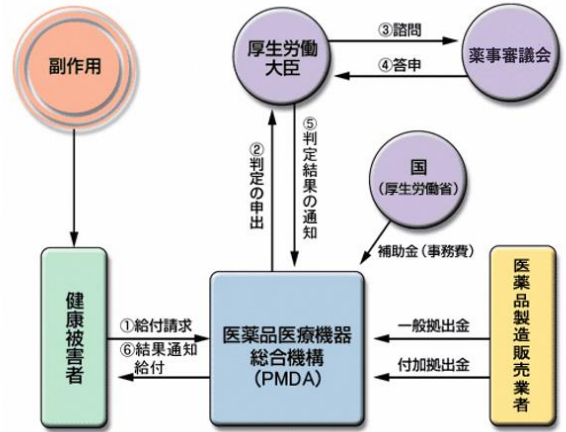 副作用
厚生労働
大臣
③諮問
④答申
薬事審議会
②判定の申出
⑤判定結果の通知
国
(厚生労働省)
補助金(事務費)
健康被害者
①給付請求
⑥結果通知
給付
医薬品医療機器
総合機構
(PMDA)
一般拠出金
付加拠出金
医薬品製造販売業者